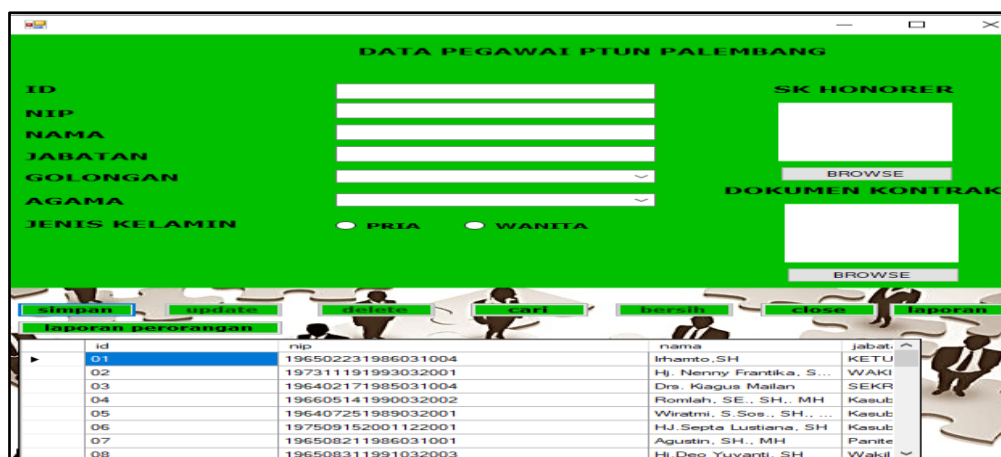 DATA PEGAWAI PTUN PALEMBANG
ID
NIP
NAMA
JABATAN
GOLONGAN
AGAMA
JENIS KELAMIN
PRIA WANITA
SK HONORER
BROWSE
DOKUMEN KONTRAK
BROWSE
simpan update delete cari bersih close laporan
laporan perorangan
id nip nama jabat
01 196502231986031004 Irhamto,SH KETU
02 197311191993032001 Hj. Nenny Frantika, S... WAKI
03 196402171985031004 Drs. Kiagus Mailan SEKR
04 196605141990032002 Romlah, SE., SH,. MH Kasub
05 196407251989032001 Wiratmi, S.Sos., SH., ... Kasub
06 197509152001122001 HJ.Septa Lustiana, SH Kasub
07 196508211986031001 Agustin, SH., MH Panite
08 196508311991032003 Hj.Deo Yuvanti, SH Wakil